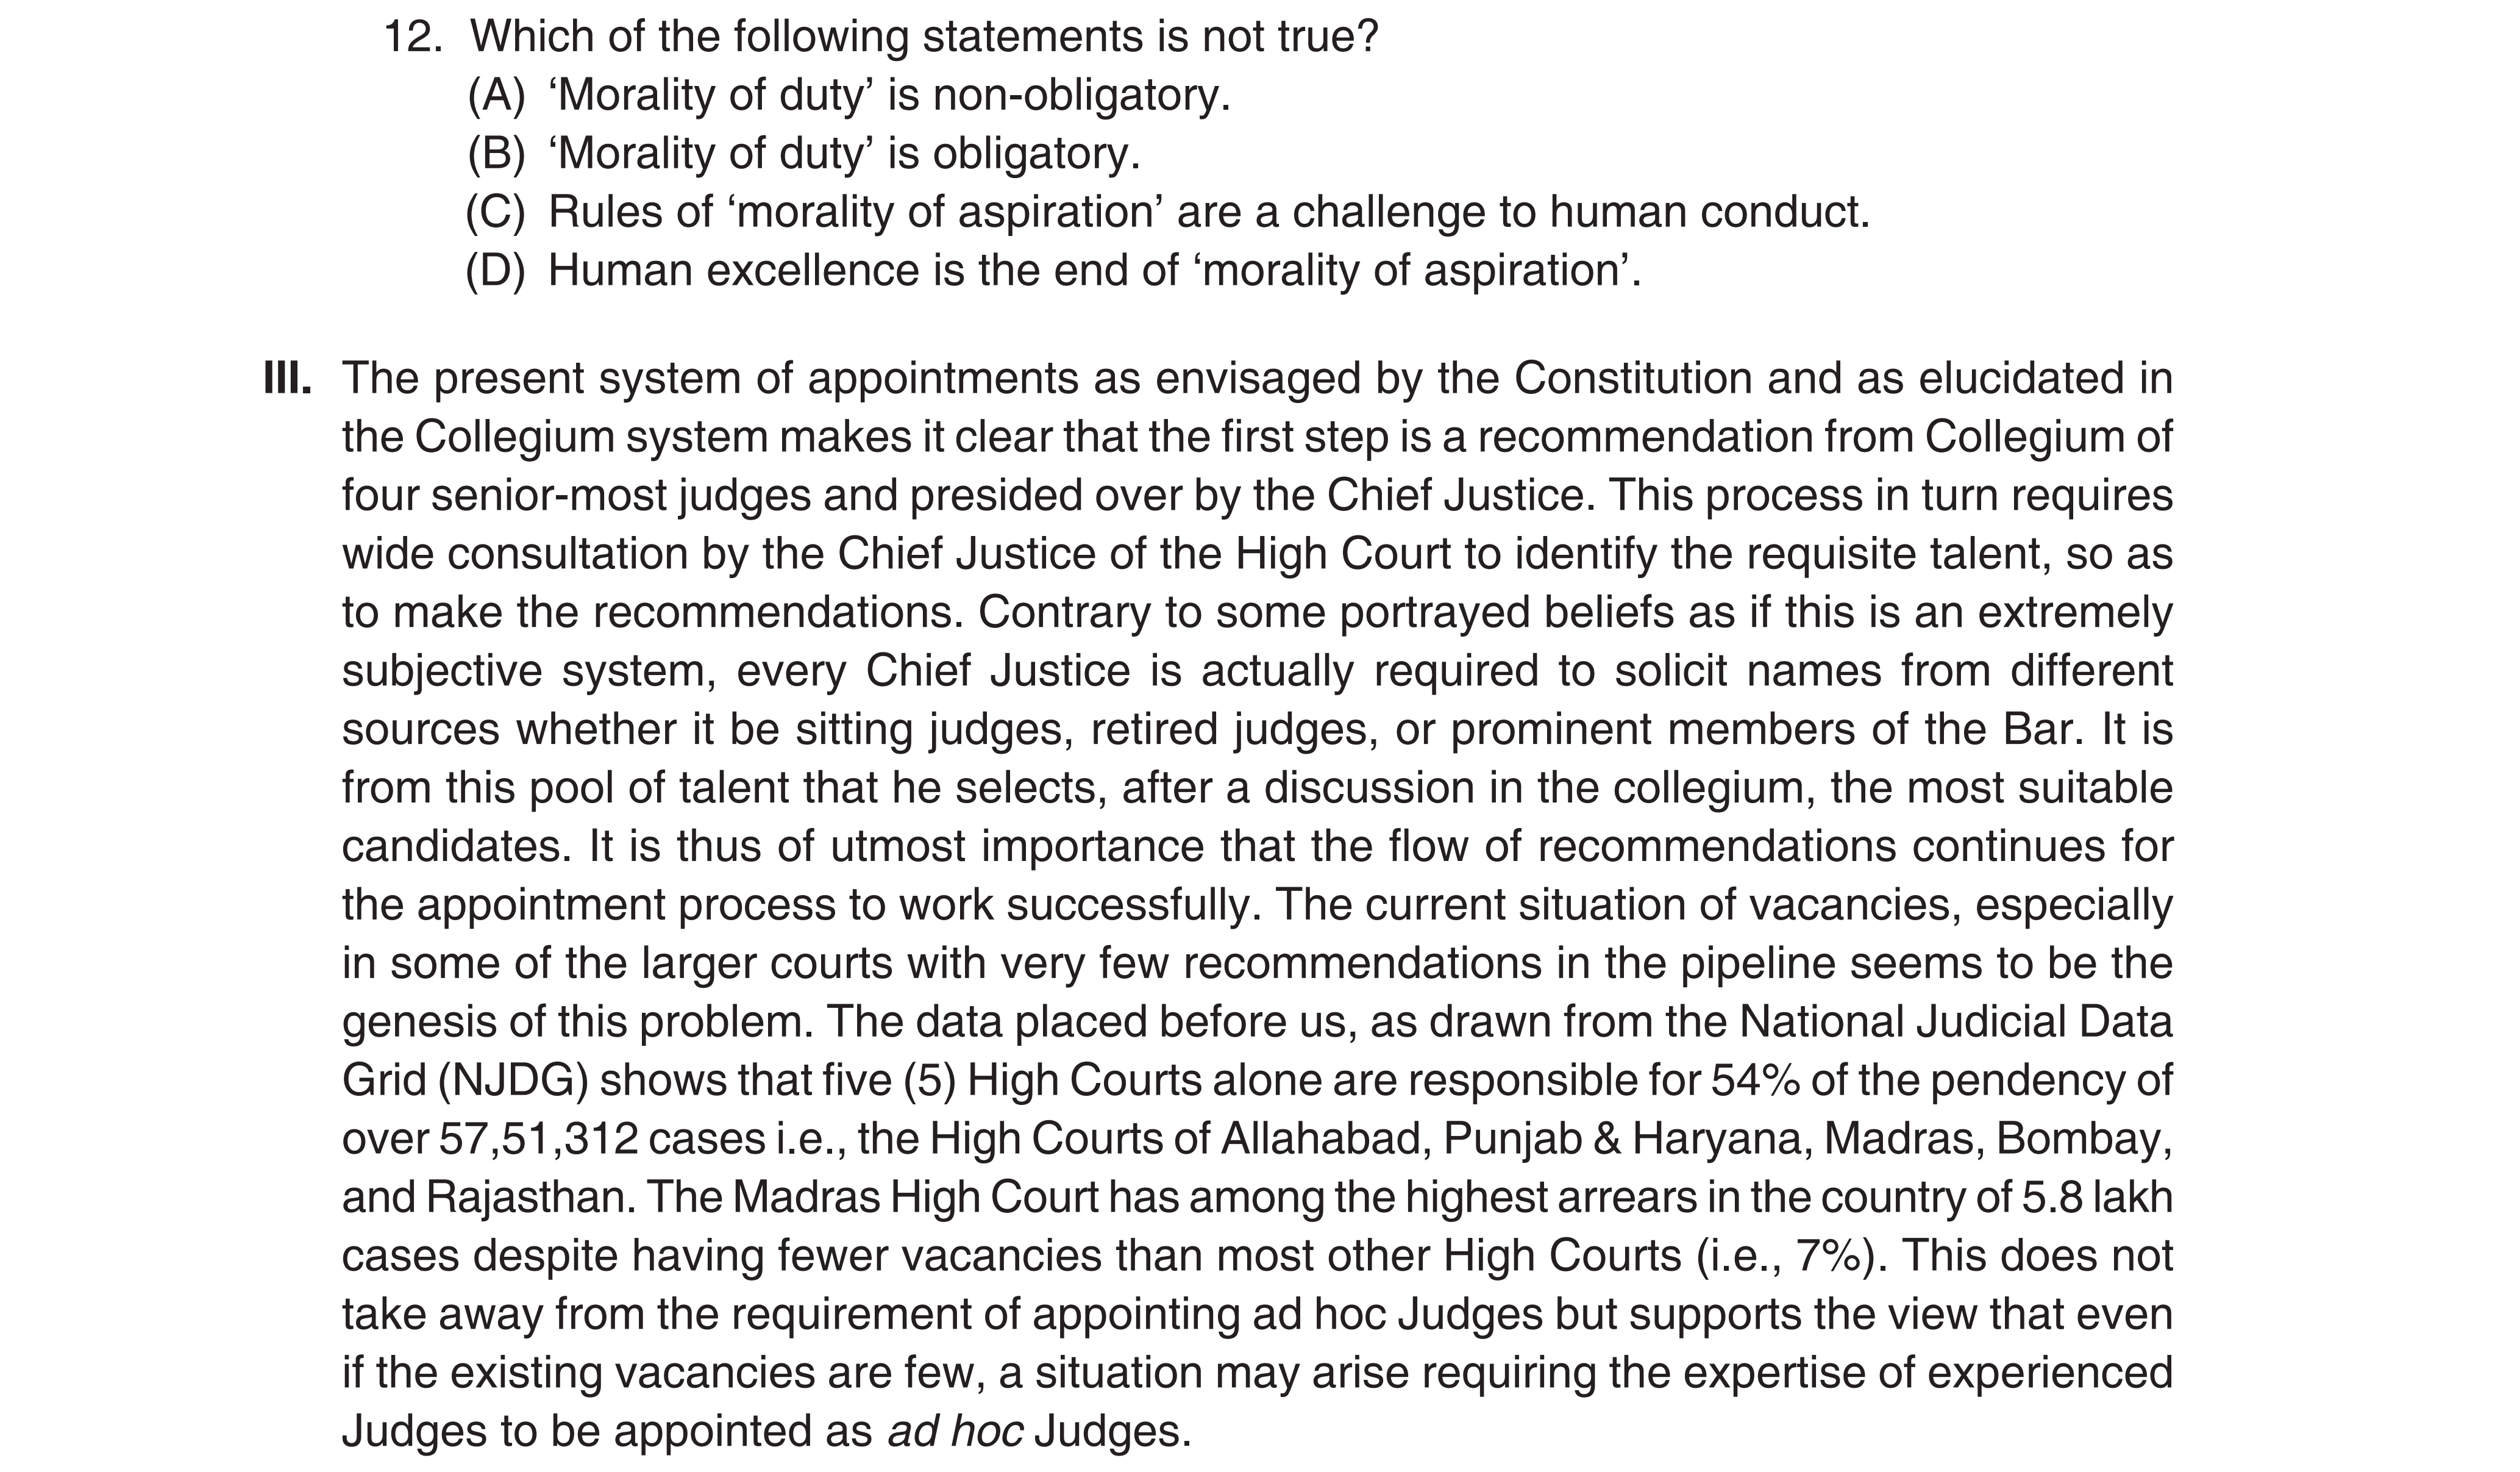 12. Which of the following statements is not true?
(A) ‘Morality of duty’ is non-obligatory.
(B) ‘Morality of duty’ is obligatory.
(C) Rules of ‘morality of aspiration’ are a challenge to human conduct.
(D) Human excellence is the end of ‘morality of aspiration’.
III. The present system of appointments as envisaged by the Constitution and as elucidated in
the Collegium system makes it clear that the first step is a recommendation from Collegium of
four senior-most judges and presided over by the Chief Justice. This process in turn requires
wide consultation by the Chief Justice of the High Court to identify the requisite talent, so as
to make the recommendations. Contrary to some portrayed beliefs as if this is an extremely
subjective system, every Chief Justice is actually required to solicit names from different
sources whether it be sitting judges, retired judges, or prominent members of the Bar. It is
from this pool of talent that he selects, after a discussion in the collegium, the most suitable
candidates. It is thus of utmost importance that the flow of recommendations continues for
the appointment process to work successfully. The current situation of vacancies, especially
in some of the larger courts with very few recommendations in the pipeline seems to be the
genesis of this problem. The data placed before us, as drawn from the National Judicial Data
Grid (NJDG) shows that five (5) High Courts alone are responsible for 54% of the pendency of
over 57,51,312 cases i.e., the High Courts of Allahabad, Punjab & Haryana, Madras, Bombay,
and Rajasthan. The Madras High Court has among the highest arrears in the country of 5.8 lakh
cases despite having fewer vacancies than most other High Courts (i.e., 7%). This does not
take away from the requirement of appointing ad hoc Judges but supports the view that even
if the existing vacancies are few, a situation may arise requiring the expertise of experienced
Judges to be appointed as ad hoc Judges.